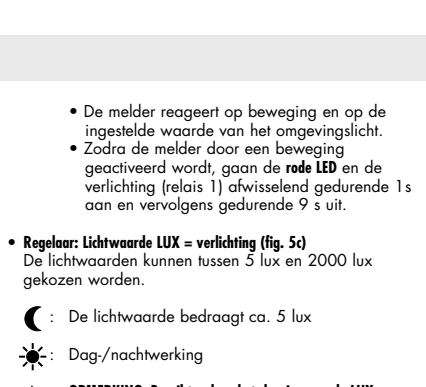 • De melder reageert op beweging en op de
ingestelde waarde van het omgevingslicht.
• Zodra de melder door een beweging
geactiveerd wordt, gaan de rode LED en de
verlichting (relais 1) afwisselend gedurende 1s
aan en vervolgens gedurende 9 s uit.
• Regelaar: Lichtwaarde LUX = verlichting (fig. 5c)
De lichtwaarden kunnen tussen 5 lux en 2000 lux
gekozen worden.
: De lichtwaarde bedraagt ca. 5 lux
: Dag-/nachtwerking